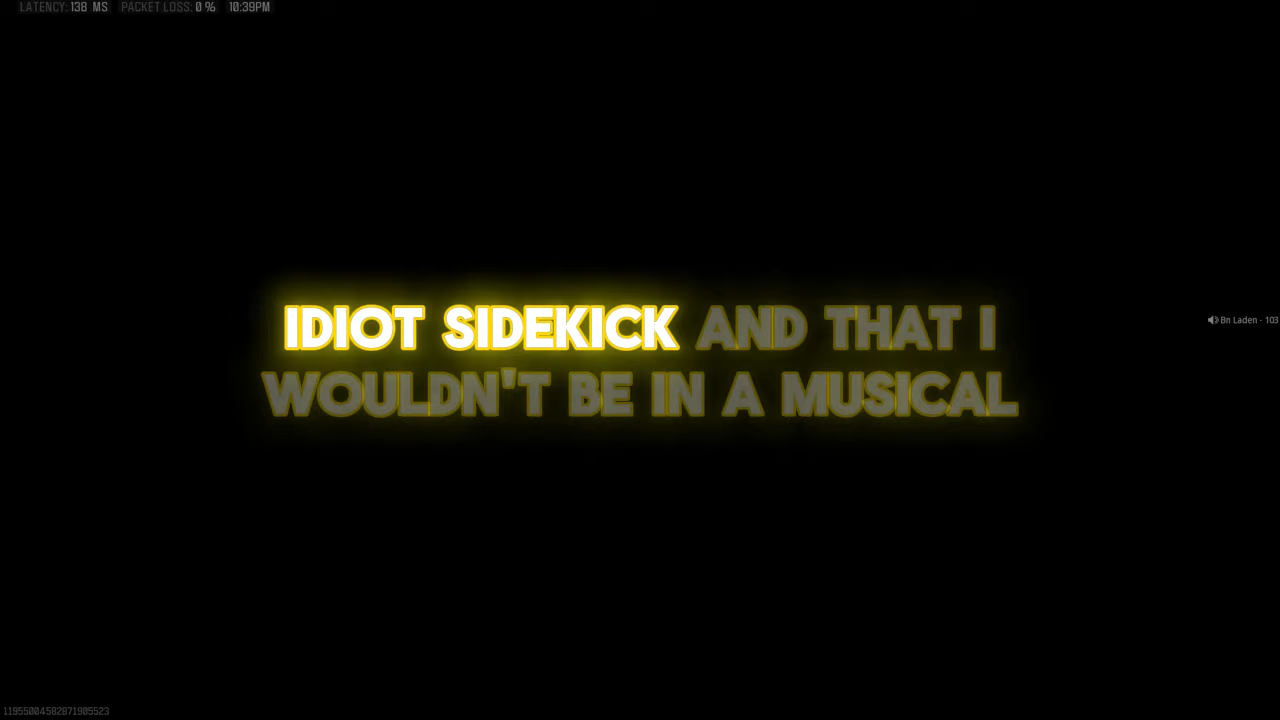 LATENCY: 138 MS PACKET LOSS: 0 % 10:39PM
IDIOT SIDEKICK AND THAT I
WOULDN'T BE IN A MUSICAL
Bn Laden - 103
11955004582871905523